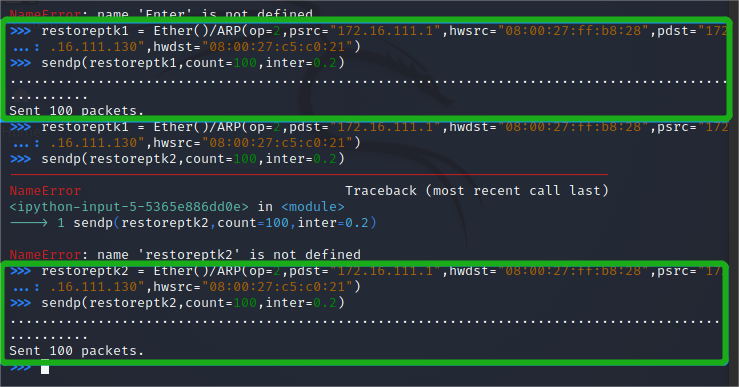 NameError: name 'Enter' is not defined
>>> restoreptk1 = Ether()/ARP(op=2,psrc="172.16.111.1",hwsrc="08:00:27:ff:b8:28",pdst="172
...: .16.111.130",hwdst="08:00:27:c5:c0:21")
>>> sendp(restoreptk1,count=100,inter=0.2)
..........................................................................................
..........
Sent 100 packets.
>>> restoreptk1 = Ether()/ARP(op=2,pdst="172.16.111.1",hwdst="08:00:27:ff:b8:28",psrc="172
...: .16.111.130",hwsrc="08:00:27:c5:c0:21")
>>> sendp(restoreptk2,count=100,inter=0.2)
NameError Traceback (most recent call last)
<ipython-input-5-5365e886dd0e> in <module>
----> 1 sendp(restoreptk2,count=100,inter=0.2)
NameError: name 'restoreptk2' is not defined
>>> restoreptk2 = Ether()/ARP(op=2,pdst="172.16.111.1",hwdst="08:00:27:ff:b8:28",psrc="17
...: .16.111.130",hwsrc="08:00:27:c5:c0:21")
>>> sendp(restoreptk2,count=100,inter=0.2)
..........................................................................................
..........
Sent 100 packets.
>>>